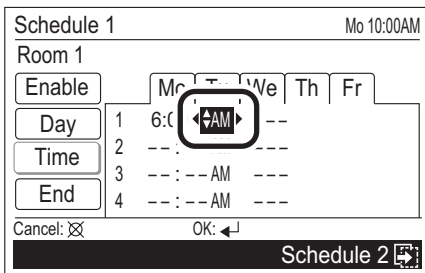 Schedule 1 Mo 10:00AM
Room 1
Enable Mo We Th Fr
Day 1 6:0 AM --
Time 2 --: ---
3 --:--AM ---
End 4 --:--AM ---
Cancel: OK:
Schedule 2